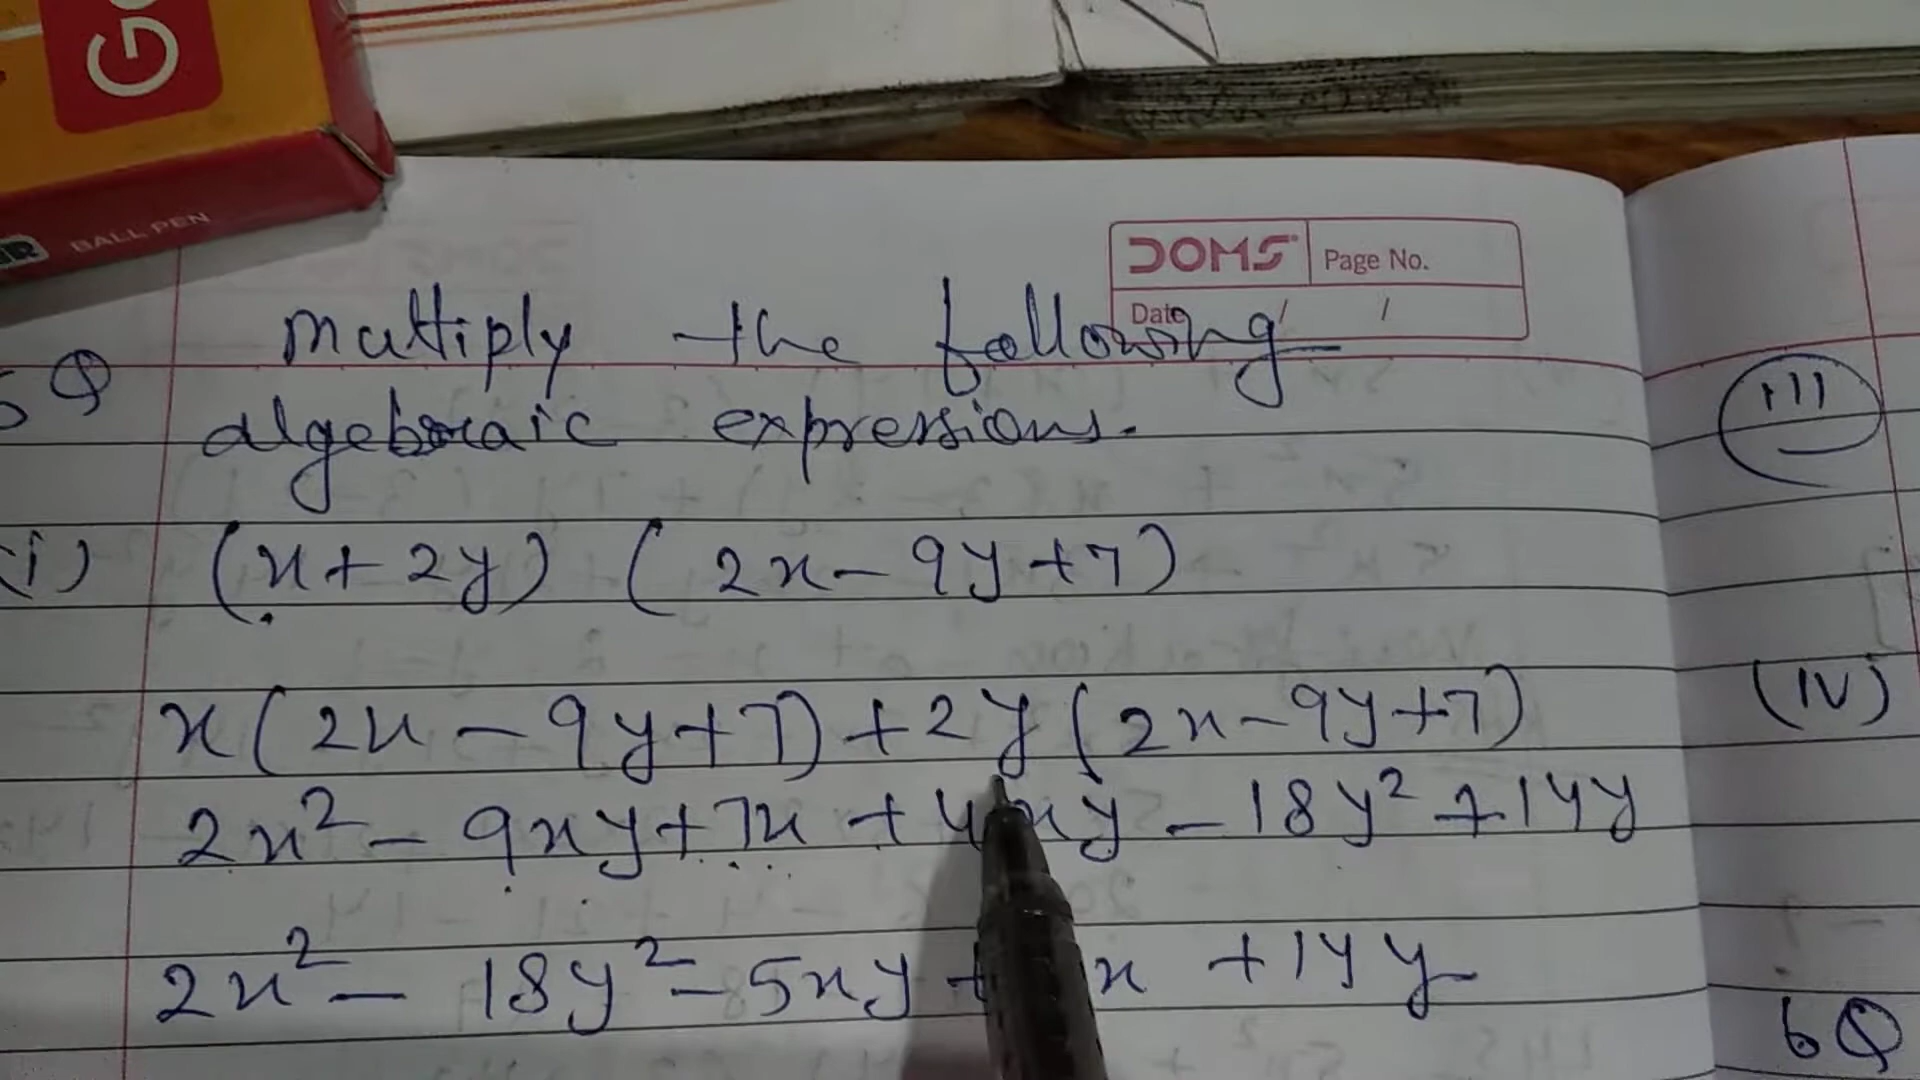 GO
BALL PEN
DOMS Page No.
Date / /
Multiply the following
Q algebraic expressions.
(i) (x + 2y) (2x - 9y + 7)
x(2x - 9y + 7) + 2y(2x - 9y + 7)
2x² - 9xy + 7x + 4xy - 18y² + 14y
2x² - 18y² - 5xy + x + 14y
III
(IV)
6Q